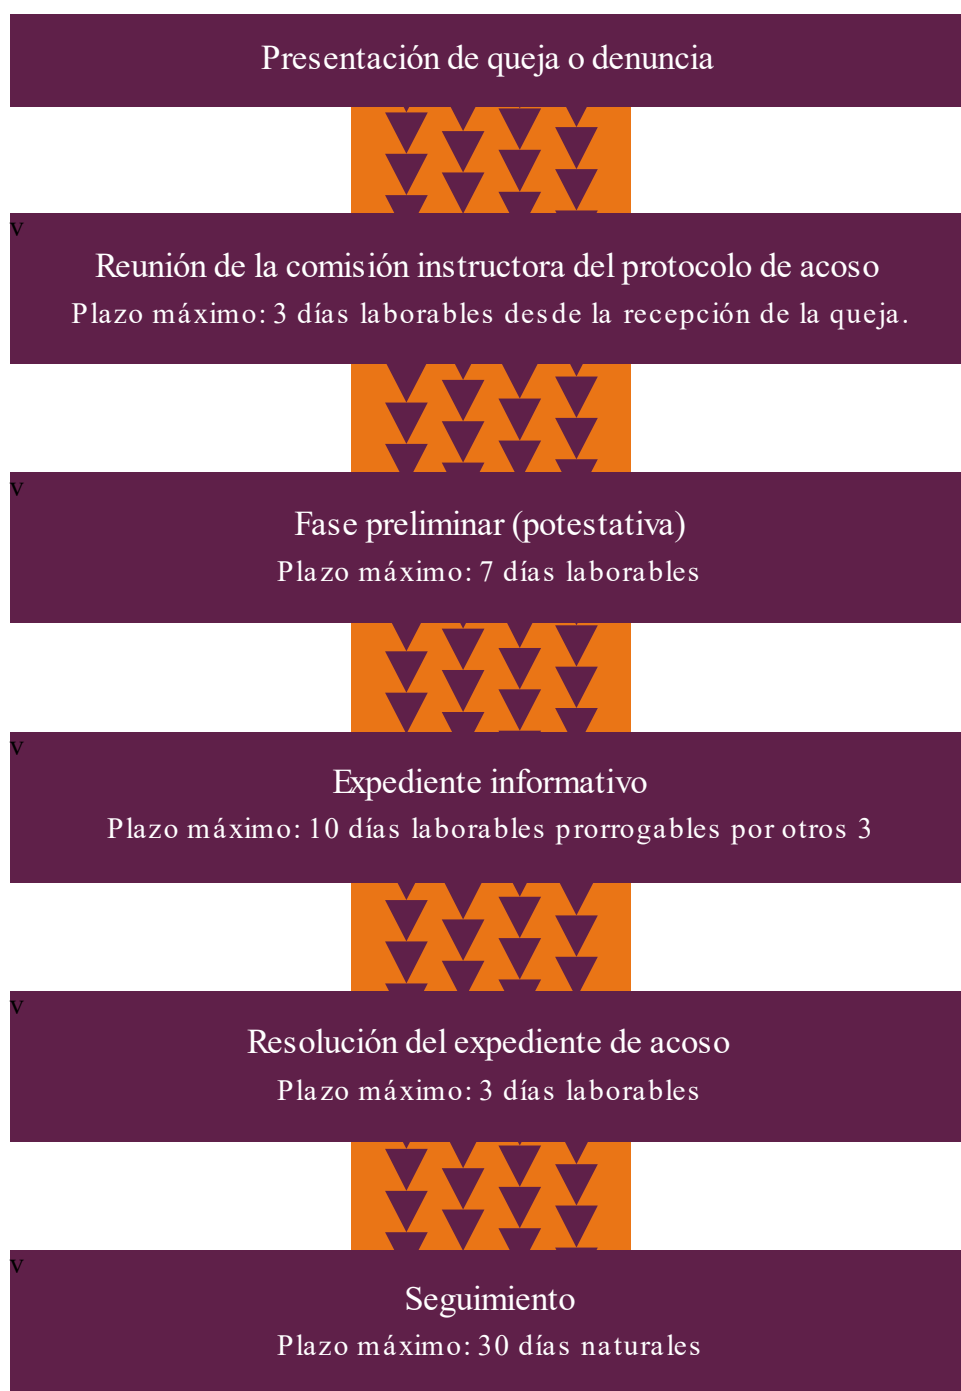 Presentación de queja o denuncia
v
Reunión de la comisión instructora del protocolo de acoso
Plazo máximo: 3 días laborables desde la recepción de la queja.
v
Fase preliminar (potestativa)
Plazo máximo: 7 días laborables
v
Expediente informativo
Plazo máximo: 10 días laborables prorrogables por otros 3
v
Resolución del expediente de acoso
Plazo máximo: 3 días laborables
v
Seguimiento
Plazo máximo: 30 días naturales